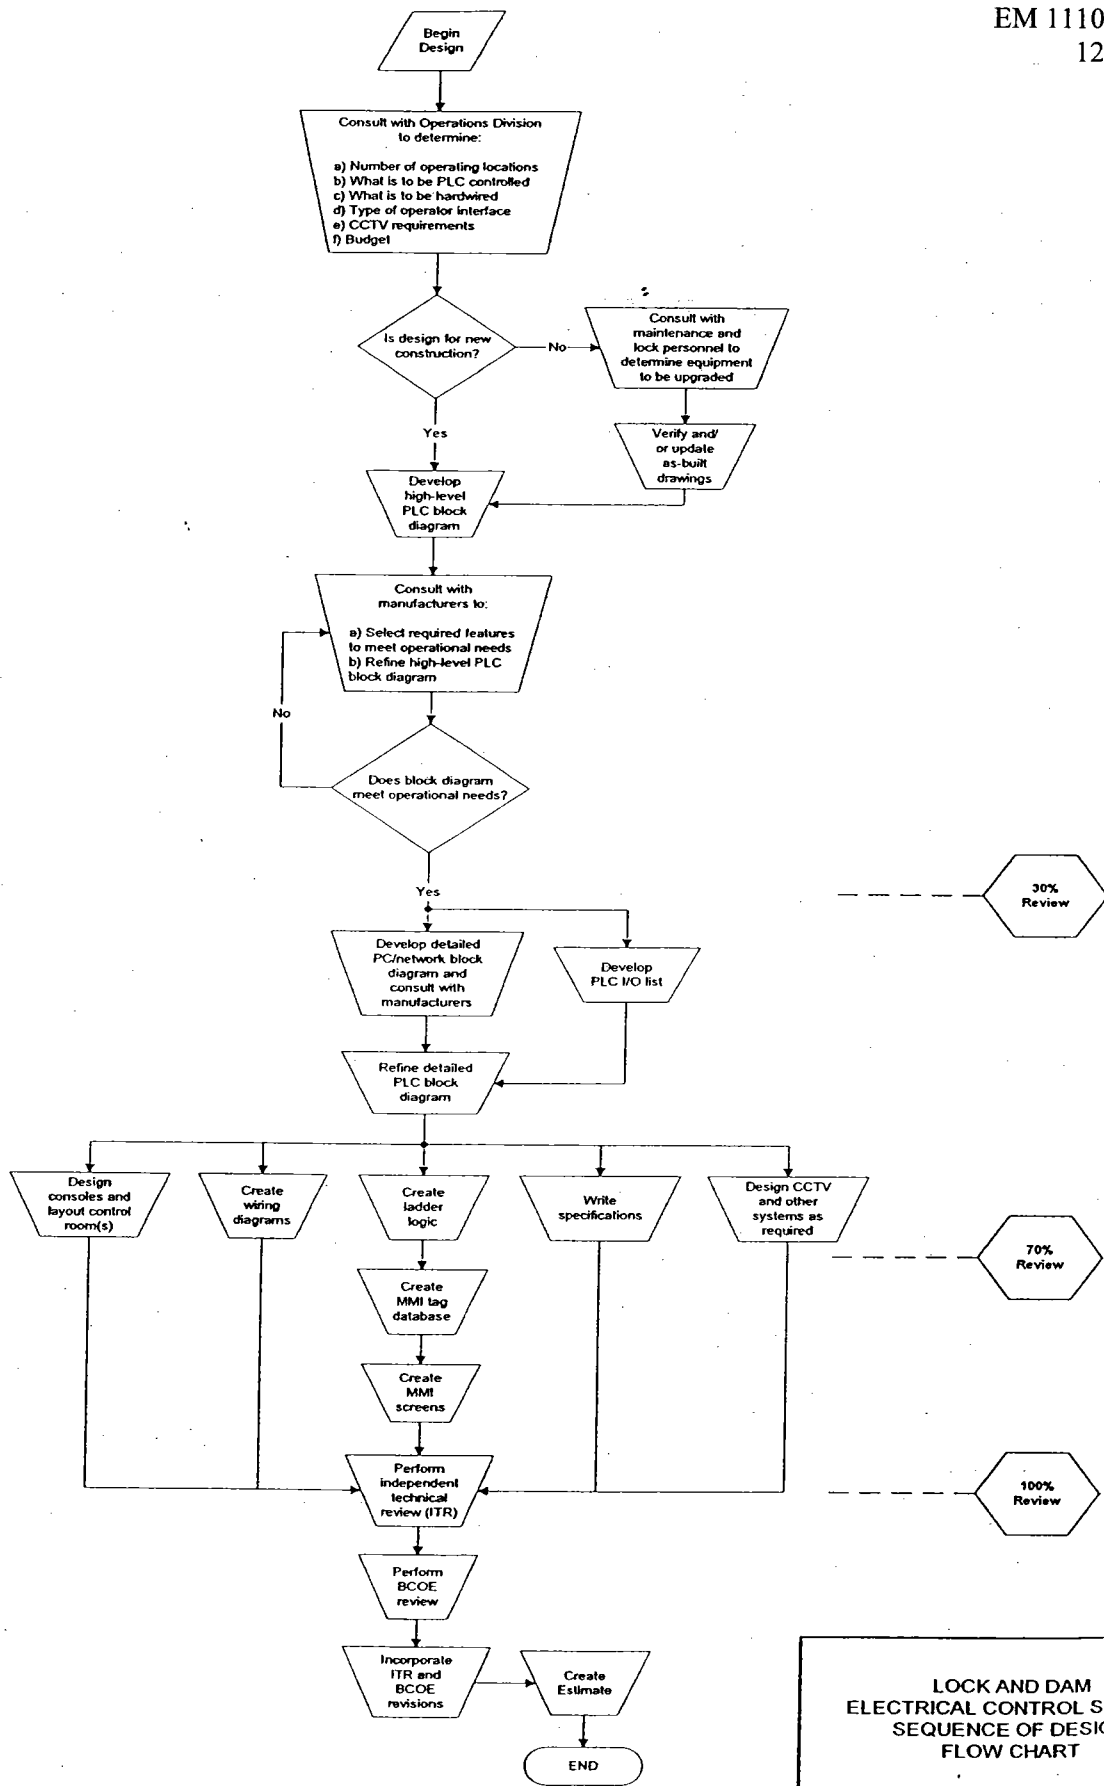 EM 1110
12
Begin
Design
Consult with Operations Division
to determine:
a) Number of operating locations
b) What is to be PLC controlled
c) What is to be hardwired
d) Type of operator interface
e) CCTV requirements
f) Budget
Is design for new
construction?
No
Consult with
maintenance and
lock personnel to
determine equipment
to be upgraded
Yes
Verify and/
or update
as-built
drawings
Develop
high-level
PLC block
diagram
Consult with
manufacturers to:
a) Select required features
to meet operational needs
b) Refine high-level PLC
block diagram
No
Does block diagram
meet operational needs?
Yes
30%
Review
Develop detailed
PC/network block
diagram and
consult with
manufacturers
Develop
PLC I/O list
Refine detailed
PLC block
diagram
Design
consoles and
layout control
room(s)
Create
wiring
diagrams
Create
ladder
logic
Write
specifications
Design CCTV
and other
systems as
required
70%
Review
Create
MMI tag
database
Create
MMI
screens
Perform
independent
technical
review (ITR)
100%
Review
Perform
BCOE
review
Incorporate
ITR and
BCOE
revisions
Create
Estimate
END
LOCK AND DAM
ELECTRICAL CONTROL S
SEQUENCE OF DESIG
FLOW CHART